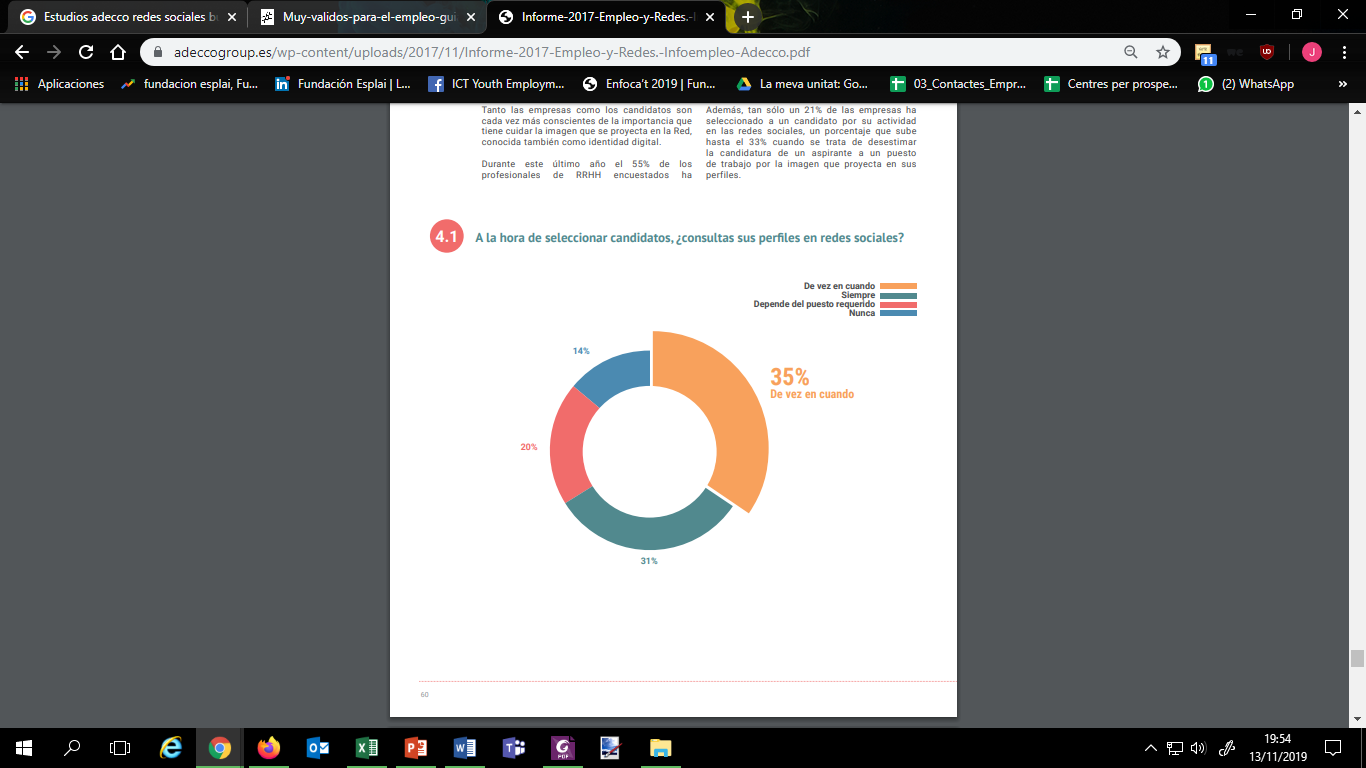 Estudios adecco redes sociales b
Muy-validos-para-el-empleo-gui
Informe-2017-Empleo-y-Redes.-I
adeccogroup.es/wp-content/uploads/2017/11/Informe-2017-Empleo-y-Redes.-Infoempleo-Adecco.pdf
11
UD
J
Aplicaciones
fundacion esplai, Fu...
Fundación Esplai | L...
ICT Youth Employm...
Enfoca't 2019 | Fun...
La meva unitat: Go...
03_Contactes_Empr...
Centres per prospe...
(2) WhatsApp
»
Tanto las empresas como los candidatos son
cada vez más conscientes de la importancia que
tiene cuidar la imagen que se proyecta en la Red,
conocida también como identidad digital.
Durante este último año el 55% de los
profesionales de RRHH encuestados ha
Además, tan sólo un 21% de las empresas ha
seleccionado a un candidato por su actividad
en las redes sociales, un porcentaje que sube
hasta el 33% cuando se trata de desestimar
la candidatura de un aspirante a un puesto
de trabajo por la imagen que proyecta en sus
perfiles.
4.1
A la hora de seleccionar candidatos, ¿consultas sus perfiles en redes sociales?
De vez en cuando
Siempre
Depende del puesto requerido
Nunca
14%
35%
De vez en cuando
20%
31%
60
19:54
13/11/2019